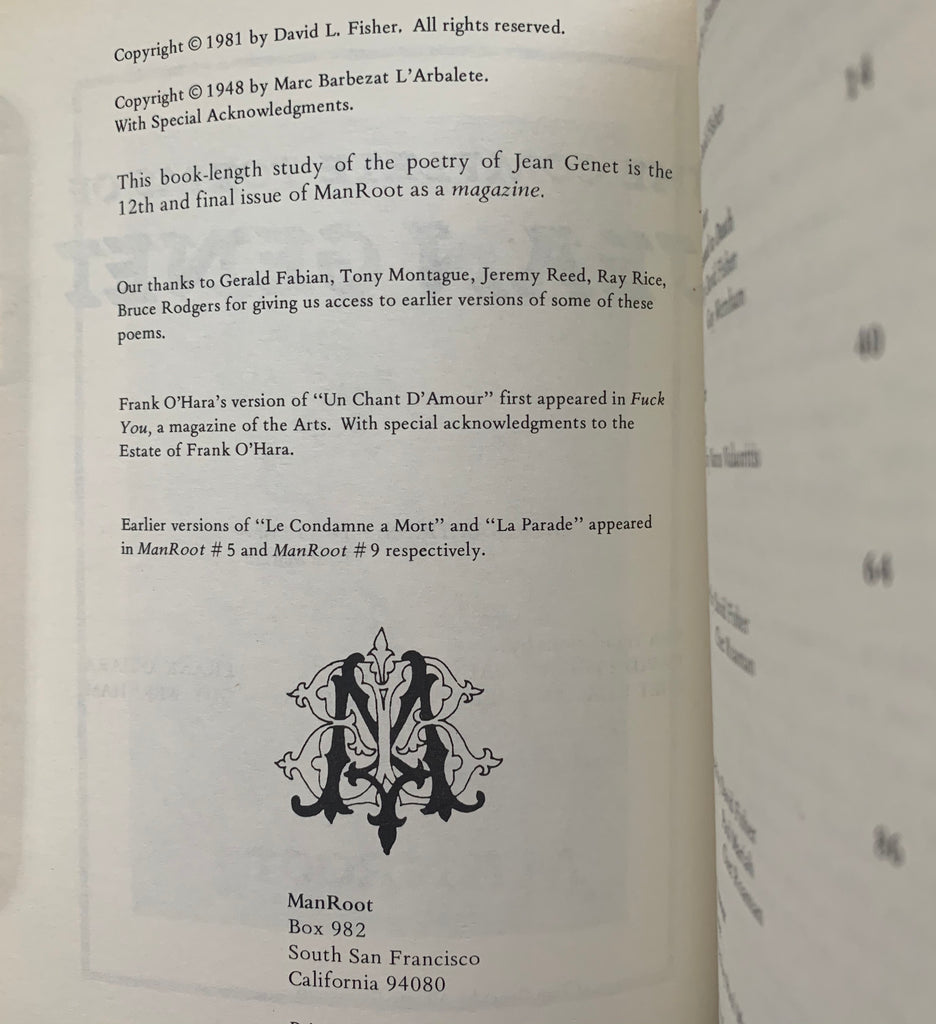 Copyright © 1981 by David L. Fisher. All rights reserved.
Copyright © 1948 by Marc Barbezat L'Arbalete.
With Special Acknowledgments.
This book-length study of the poetry of Jean Genet is the
12th and final issue of ManRoot as a magazine.
Our thanks to Gerald Fabian, Tony Montague, Jeremy Reed, Ray Rice,
Bruce Rodgers for giving us access to earlier versions of some of these
poems.
Frank O'Hara's version of “Un Chant D'Amour” first appeared in Fuck
You, a magazine of the Arts. With special acknowledgments to the
Estate of Frank O'Hara.
Earlier versions of “Le Condamne a Mort” and “La Parade” appeared
in ManRoot # 5 and ManRoot # 9 respectively.
ManRoot
Box 982
South San Francisco
California 94080
40
64
86